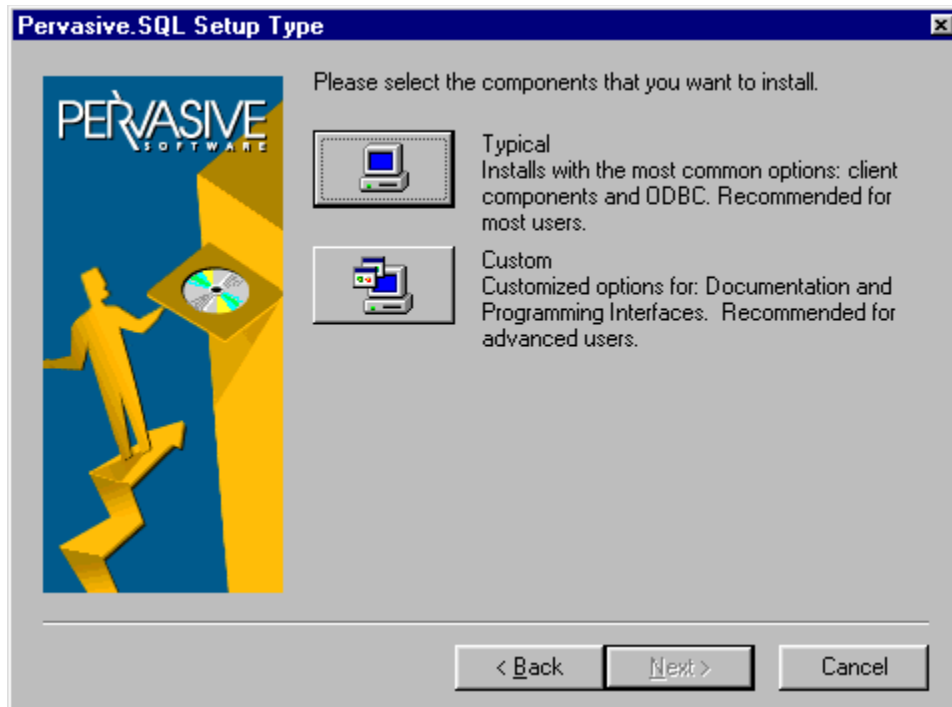 Pervasive.SQL Setup Type
PERVASIVE
SOFTWARE
Please select the components that you want to install.
Typical
Installs with the most common options: client
components and ODBC. Recommended for
most users.
Custom
Customized options for: Documentation and
Programming Interfaces.  Recommended for
advanced users.
< Back
Next >
Cancel